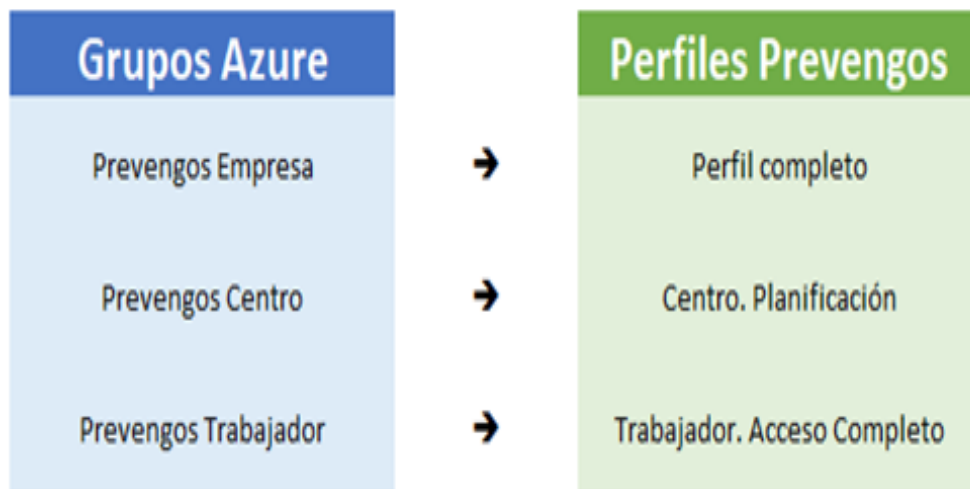 Grupos Azure → Perfiles Prevengos
Prevengos Empresa ➔ Perfil completo
Prevengos Centro ➔ Centro. Planificación
Prevengos Trabajador ➔ Trabajador. Acceso Completo